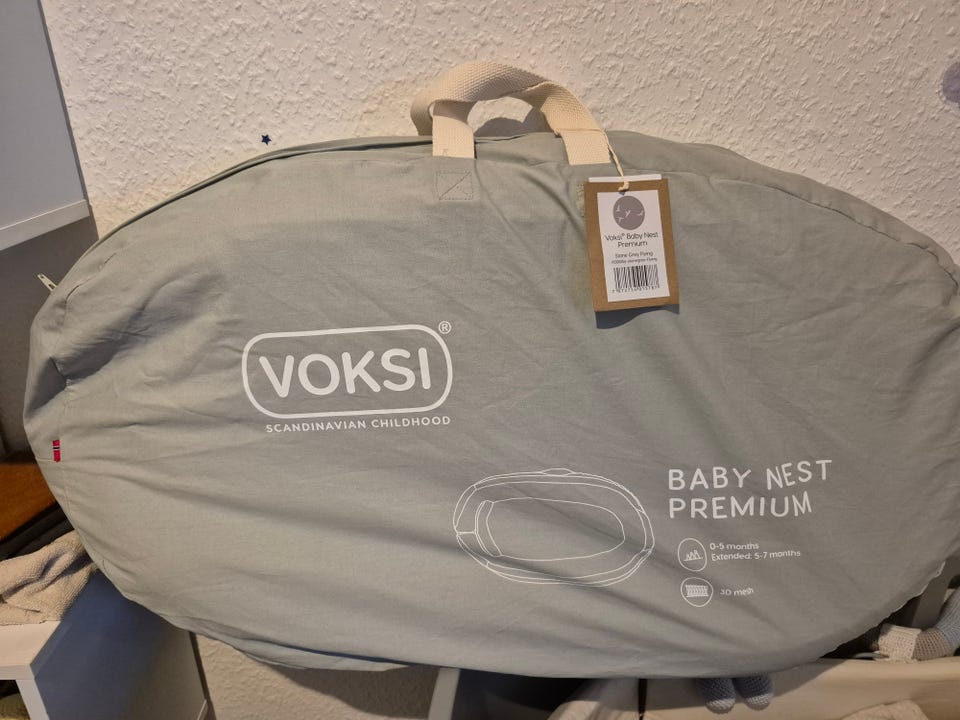 Voksi® Baby Nest
Premium
Stone Grey Flying
VOKSI®
SCANDINAVIAN CHILDHOOD
BABY NEST
PREMIUM
0-5 months
Extended: 5-7 months
3D mesh